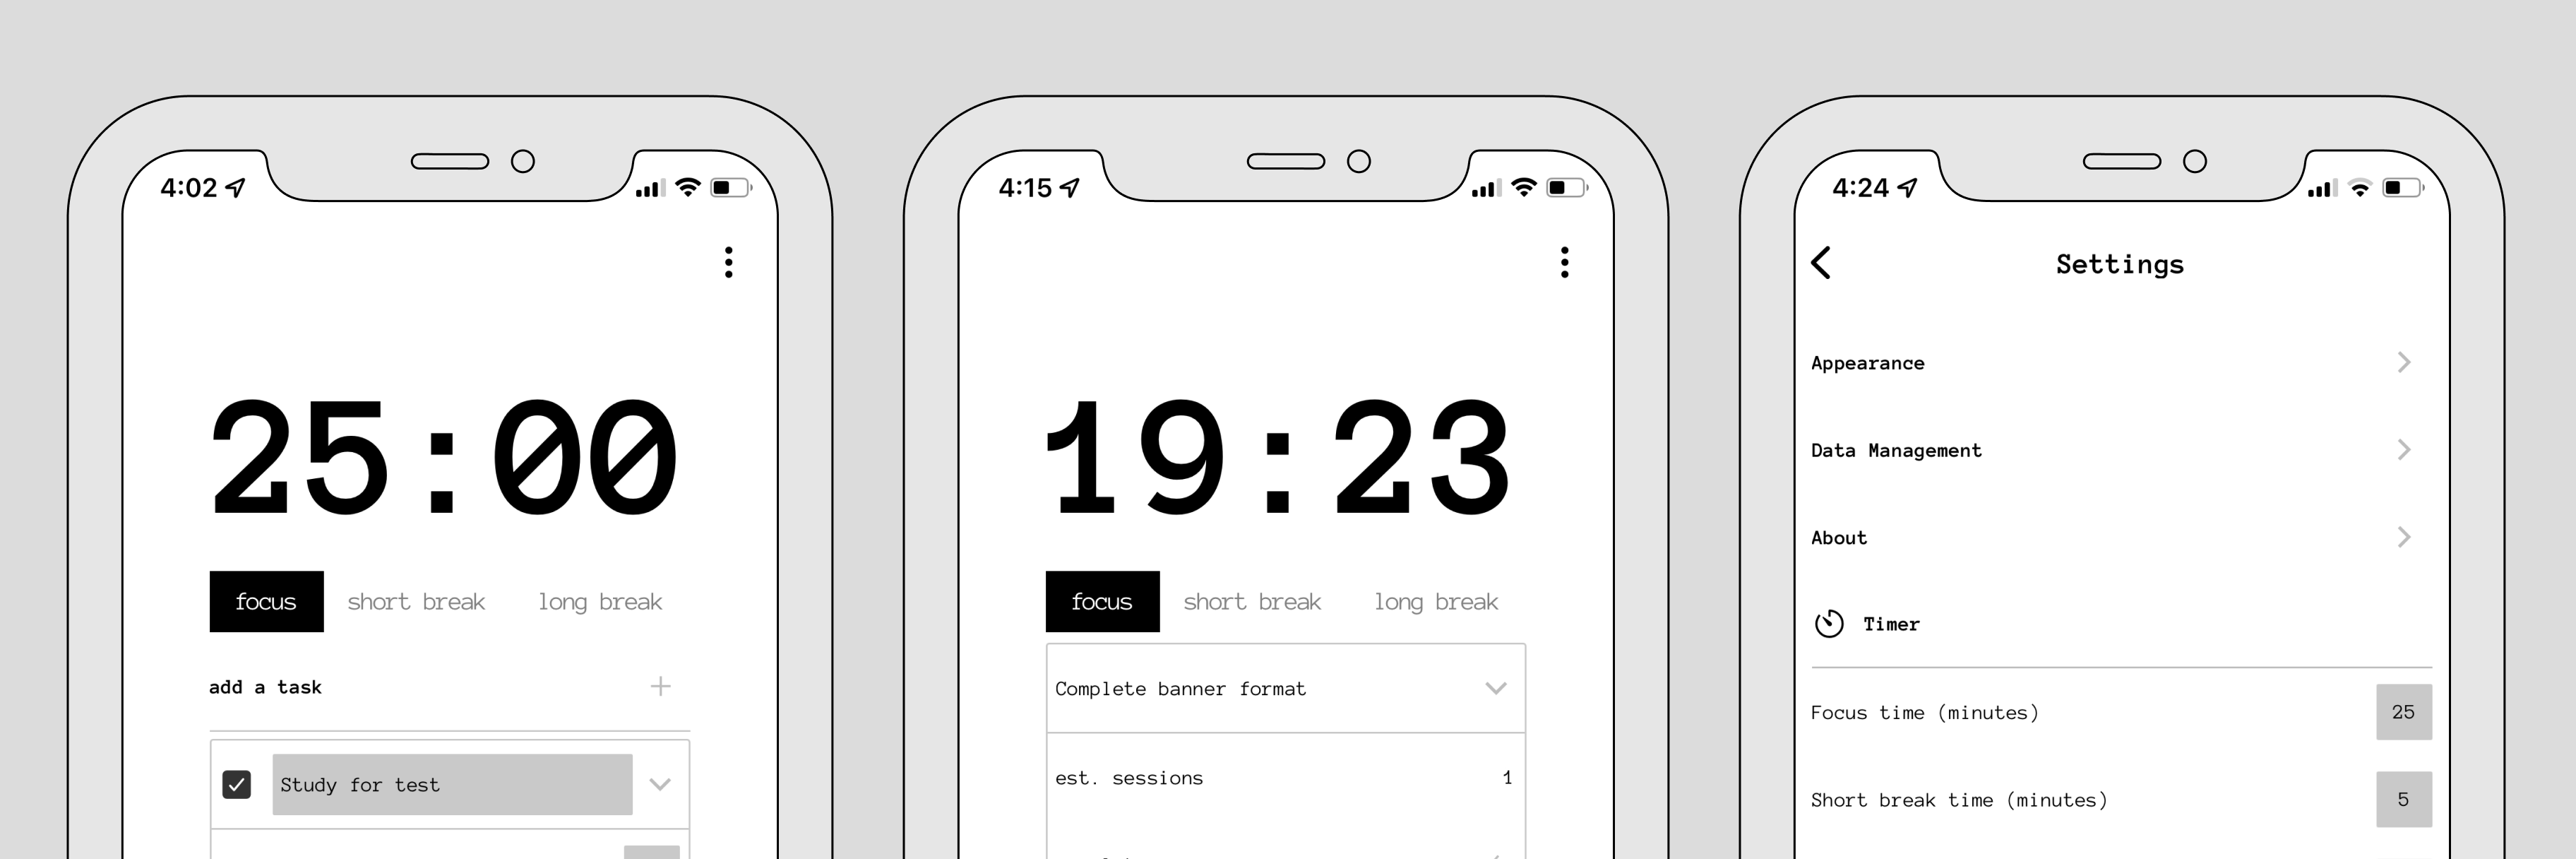 4:02
25:00
focus short break long break
add a task
Study for test
4:15
19:23
focus short break long break
Complete banner format
est. sessions 1
4:24
Settings
Appearance
Data Management
About
Timer
Focus time (minutes) 25
Short break time (minutes) 5